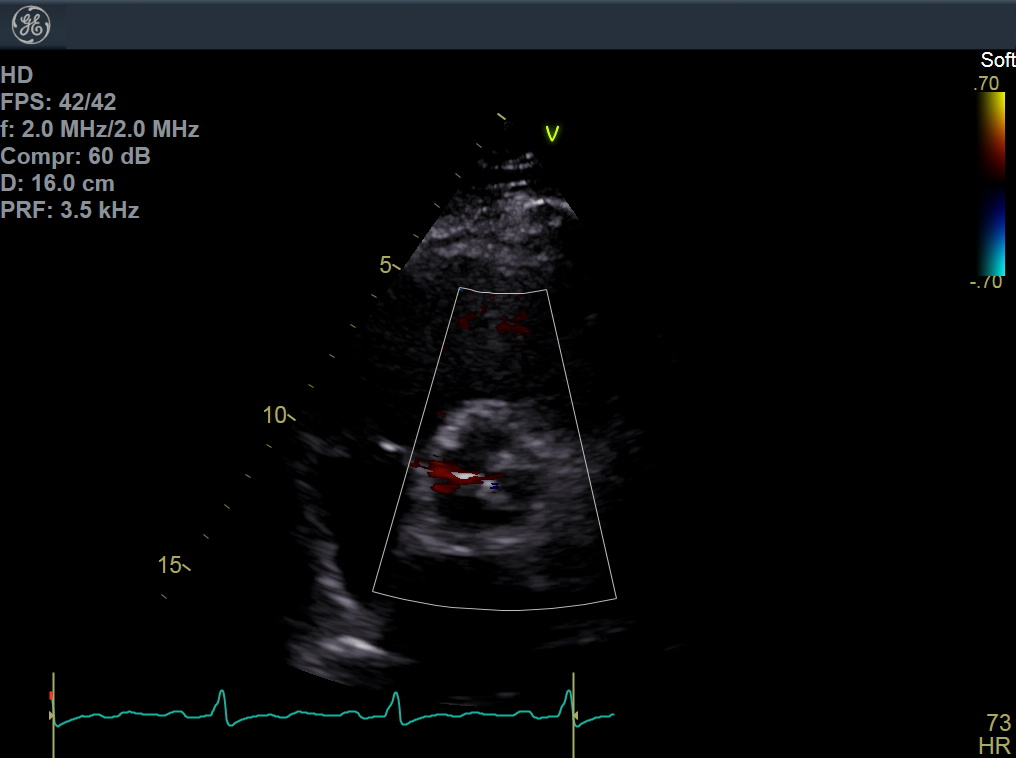 GE
Soft
HD
FPS: 42/42
f: 2.0 MHz/2.0 MHz
Compr: 60 dB
D: 16.0 cm
PRF: 3.5 kHz
.70
-.70
V
5
10
15
73
HR